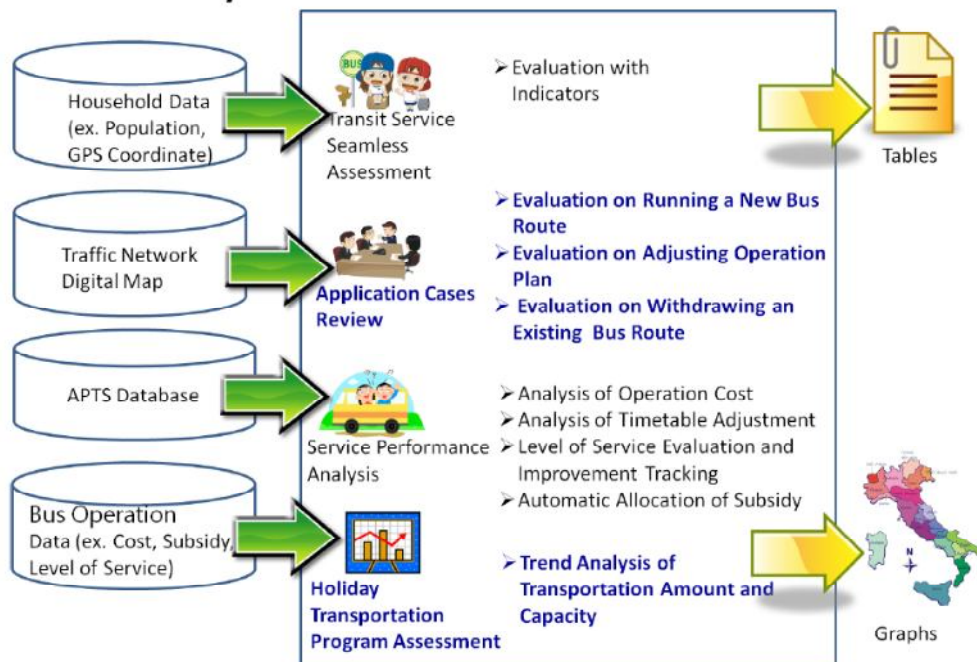 Household Data
(ex. Population,
GPS Coordinate)
BUS
Transit Service
Seamless
Assessment
➢ Evaluation with
Indicators
Tables
Traffic Network
Digital Map
Application Cases
Review
➢ Evaluation on Running a New Bus
Route
➢ Evaluation on Adjusting Operation
Plan
➢ Evaluation on Withdrawing an
Existing Bus Route
APTS Database
Service Performance
Analysis
➢ Analysis of Operation Cost
➢ Analysis of Timetable Adjustment
➢ Level of Service Evaluation and
Improvement Tracking
➢ Automatic Allocation of Subsidy
Bus Operation
Data (ex. Cost, Subsidy,
Level of Service)
Holiday
Transportation
Program Assessment
➢ Trend Analysis of
Transportation Amount and
Capacity
N
Graphs